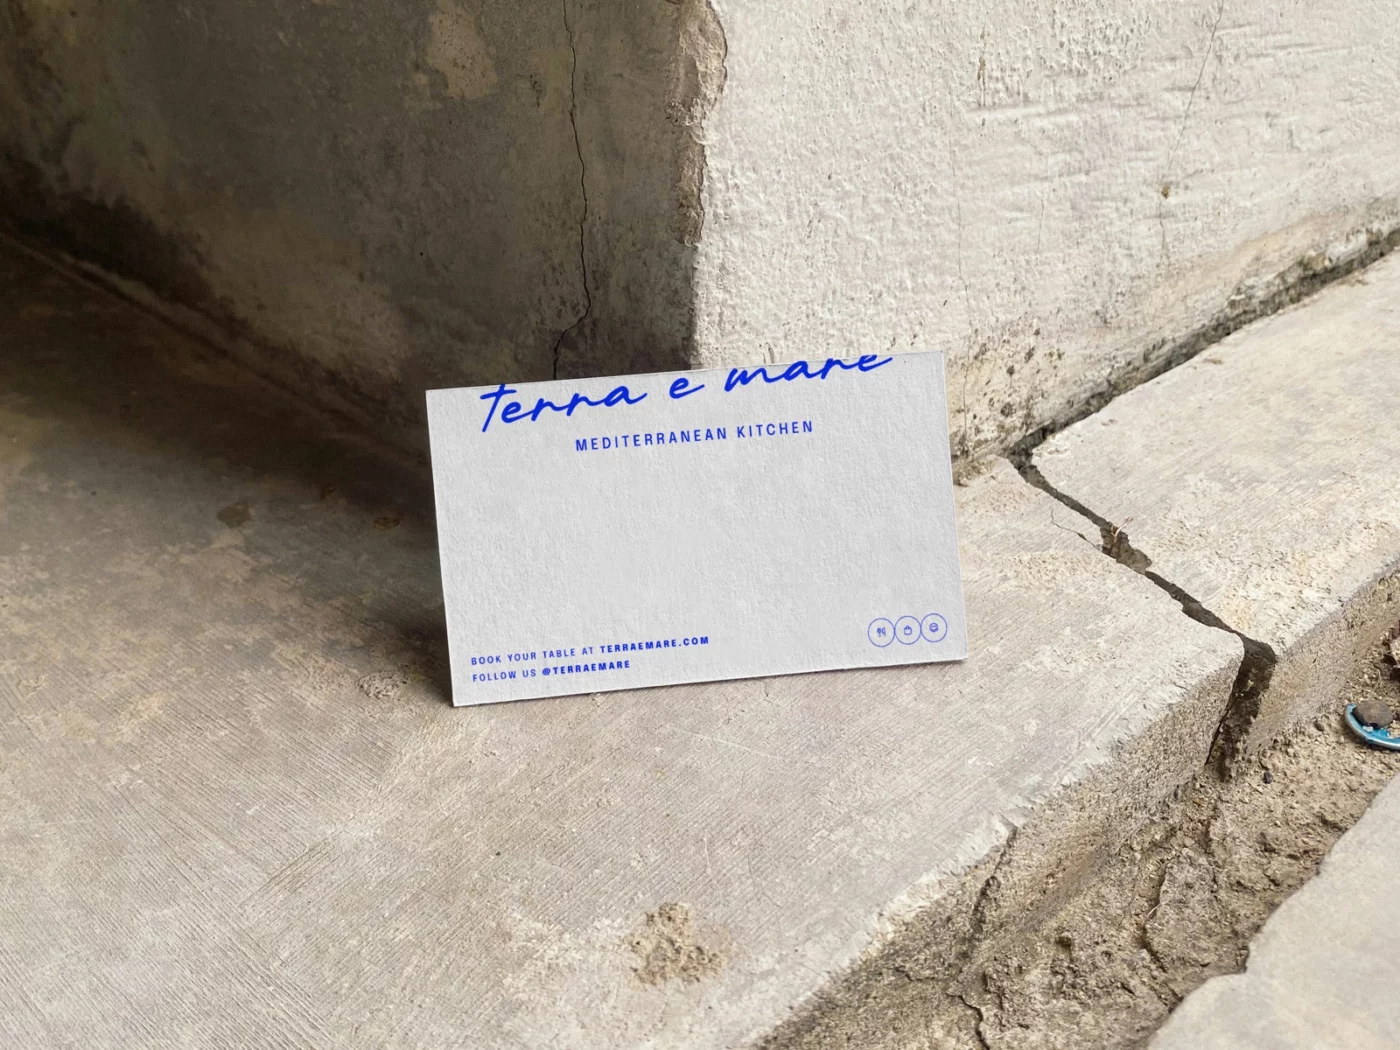 terra e mare
MEDITERRANEAN KITCHEN
BOOK YOUR TABLE AT TERRAEMARE.COM
FOLLOW US @TERRAEMARE